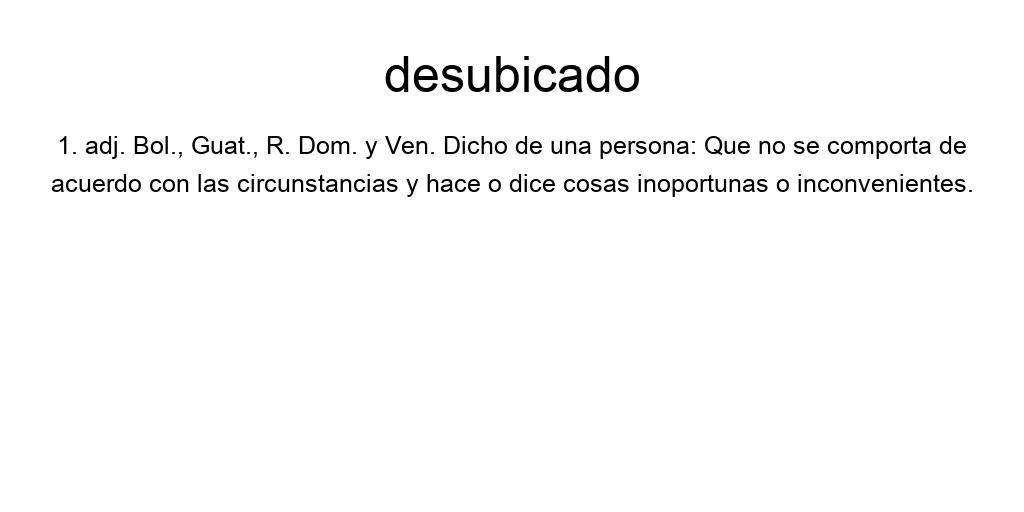 desubicado
1. adj. Bol., Guat., R. Dom. y Ven. Dicho de una persona: Que no se comporta de
acuerdo con las circunstancias y hace o dice cosas inoportunas o inconvenientes.